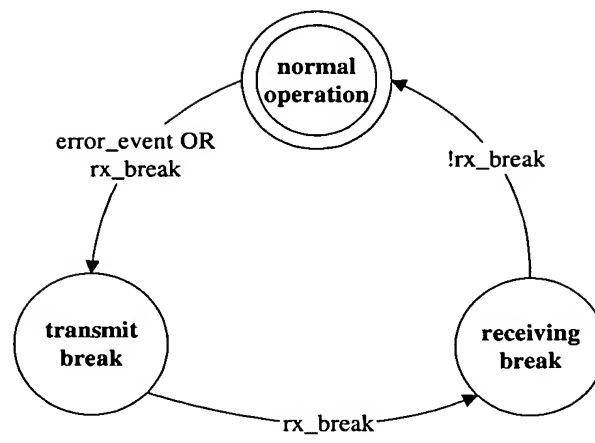 normal
operation
error_event OR
rx_break
!rx_break
transmit
break
receiving
break
rx_break